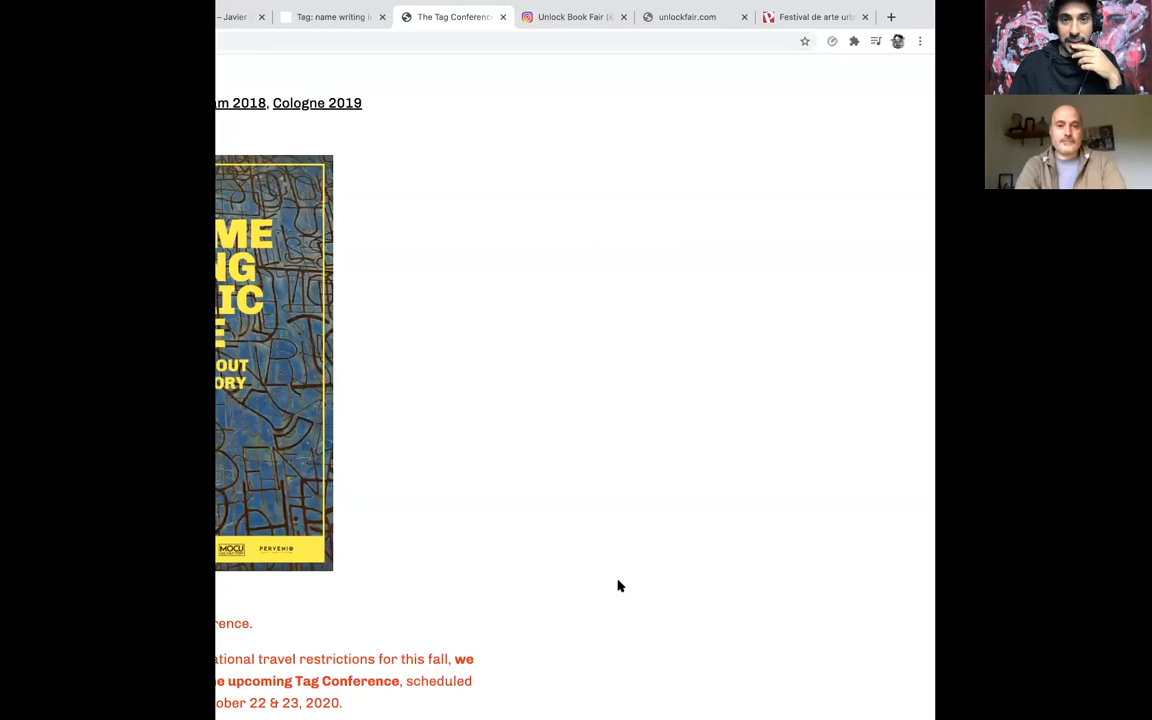 – Javier
Tag: name writing i
The Tag Conference
Unlock Book Fair (@
unlockfair.com
Festival de arte urb
am 2018, Cologne 2019
ME
NG
IC
E
OUT
ORY
MOCU
PERVENIO
rence.
ational travel restrictions for this fall, we
e upcoming Tag Conference, scheduled
ober 22 & 23, 2020.